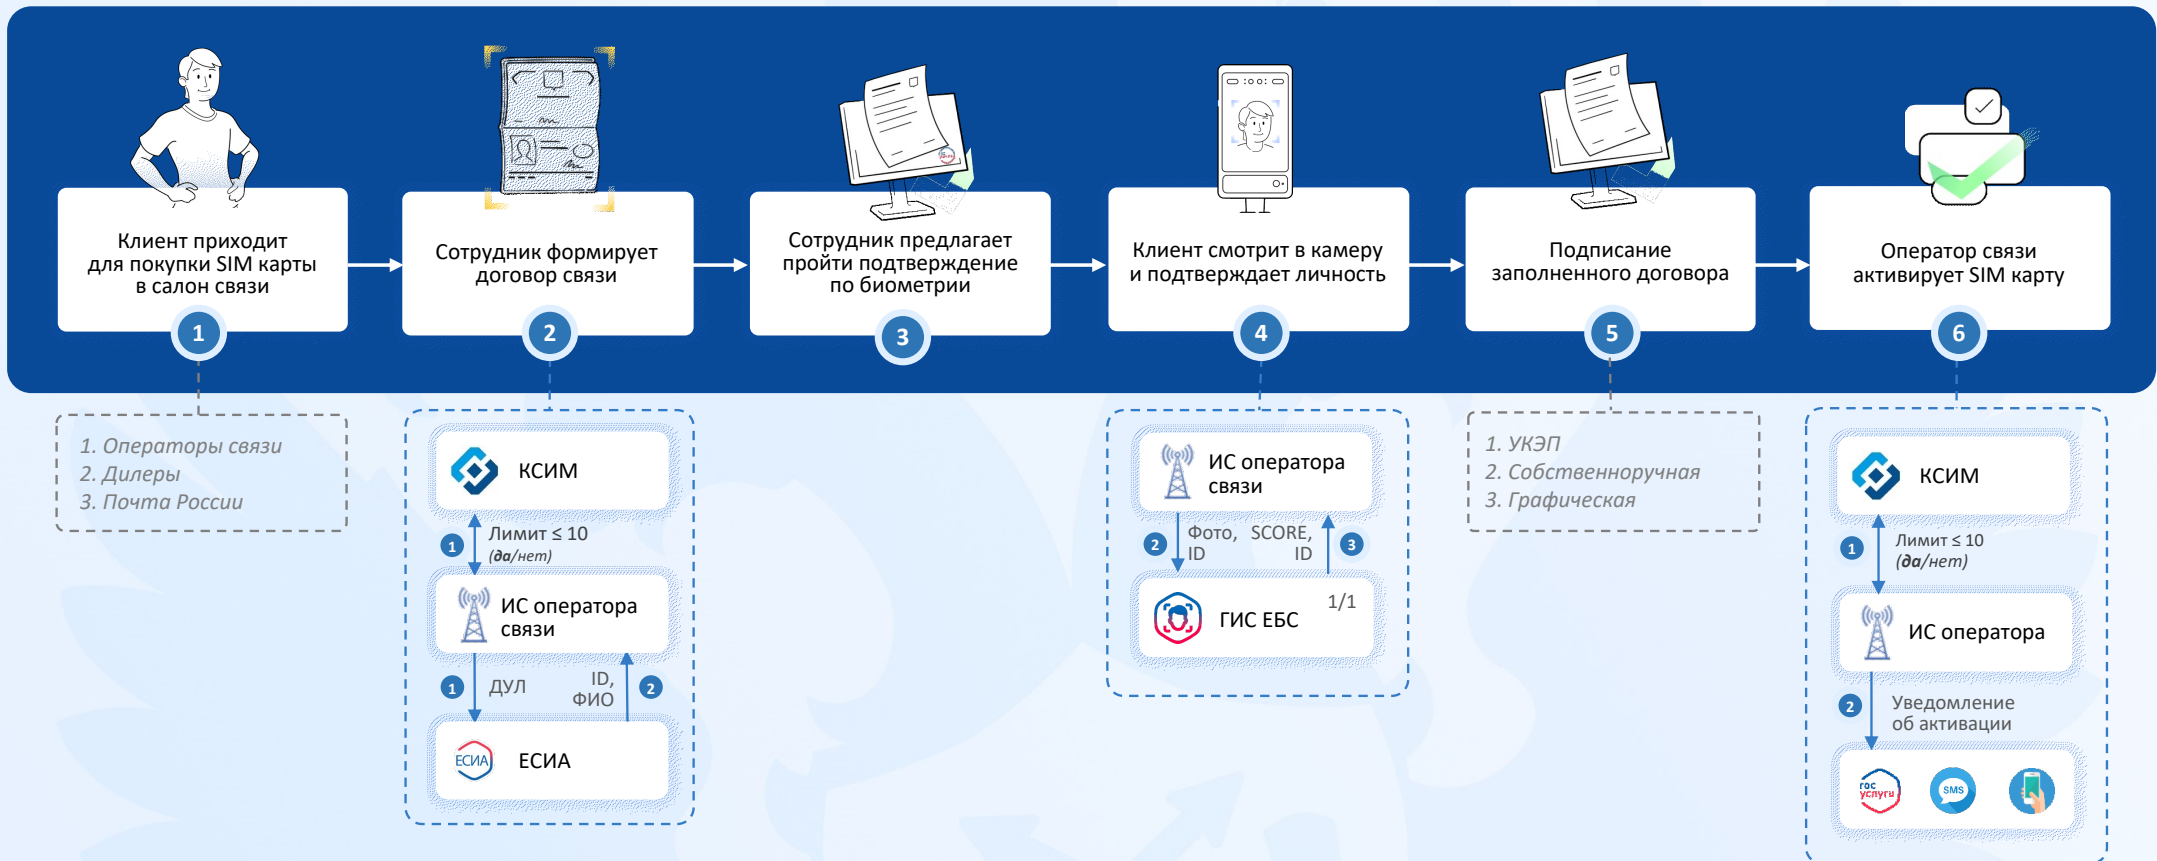 Клиент приходит
для покупки SIM карты
в салон связи
1
Сотрудник формирует
договор связи
2
Сотрудник предлагает
пройти подтверждение
по биометрии
3
Клиент смотрит в камеру
и подтверждает личность
4
Подписание
заполненного договора
5
Оператор связи
активирует SIM карту
6
1. Операторы связи
2. Дилеры
3. Почта России
КСИМ
1
Лимит ≤ 10
(да/нет)
ИС оператора
связи
1
ДУЛ
ID,
ФИО
2
ЕСИА
ЕСИА
ИС оператора
связи
2
Фото,
ID
SCORE,
ID
3
1/1
ГИС ЕБС
1. УКЭП
2. Собственноручная
3. Графическая
КСИМ
1
Лимит ≤ 10
(да/нет)
ИС оператора
2
Уведомление
об активации
гос
услуги
SMS